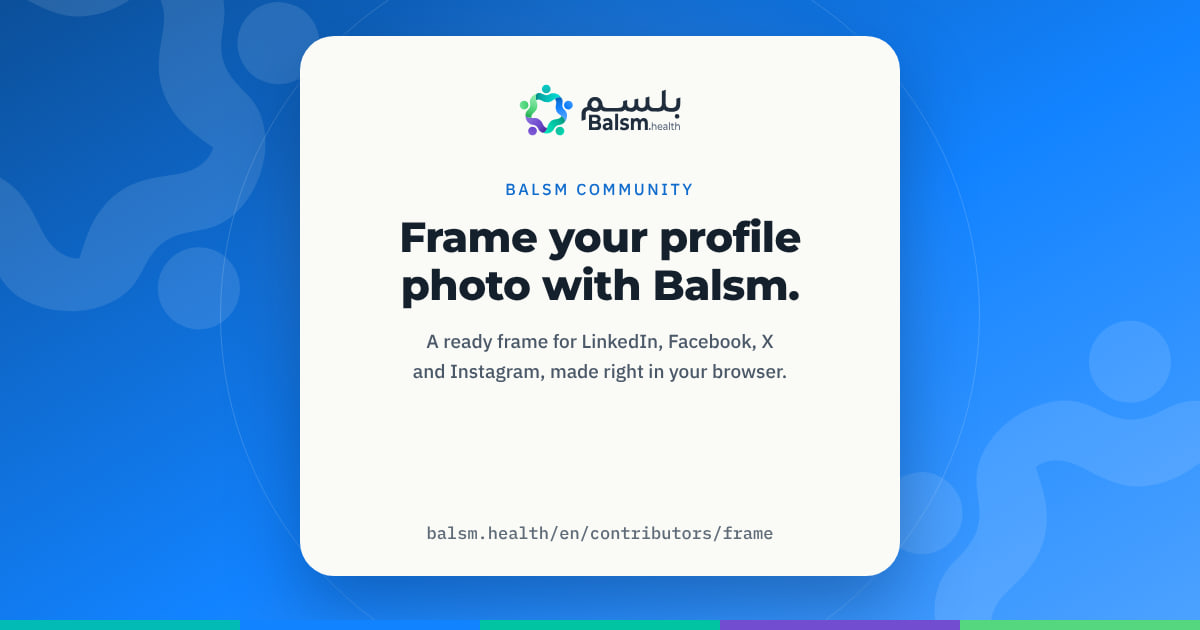 بلسم
Balsm.health
BALSM COMMUNITY
Frame your profile
photo with Balsm.
A ready frame for LinkedIn, Facebook, X
and Instagram, made right in your browser.
balsm.health/en/contributors/frame